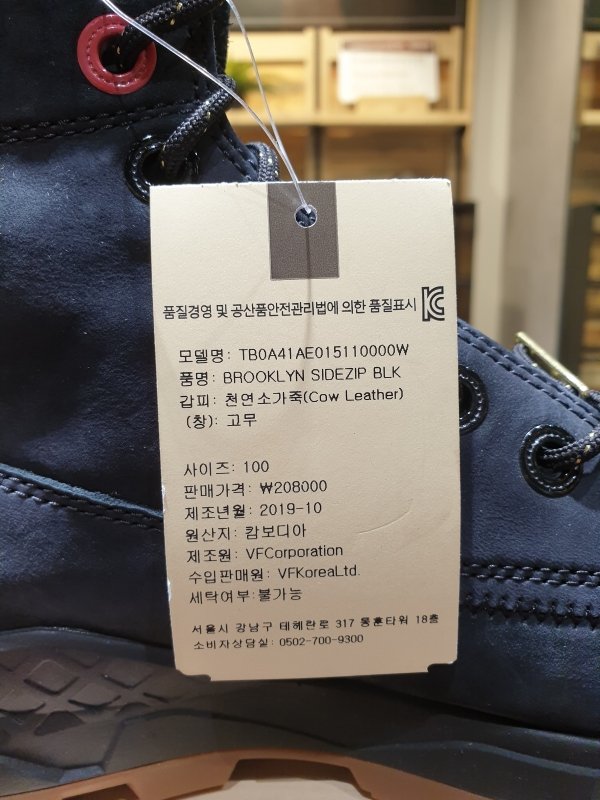 품질경영 및 공산품안전관리법에 의한 품질표시
모델명: TB0A41AE015110000W
품명: BROOKLYN SIDEZIP BLK
갑피: 천연소가죽(Cow Leather)
(창): 고무
사이즈: 100
판매가격: ₩208000
제조년월: 2019-10
원산지: 캄보디아
제조원: VFCorporation
수입판매원: VFKoreaLtd.
세탁여부:불가능
서울시 강남구 테헤란로 317 동훈타워 18층
소비자상담실: 0502-700-9300